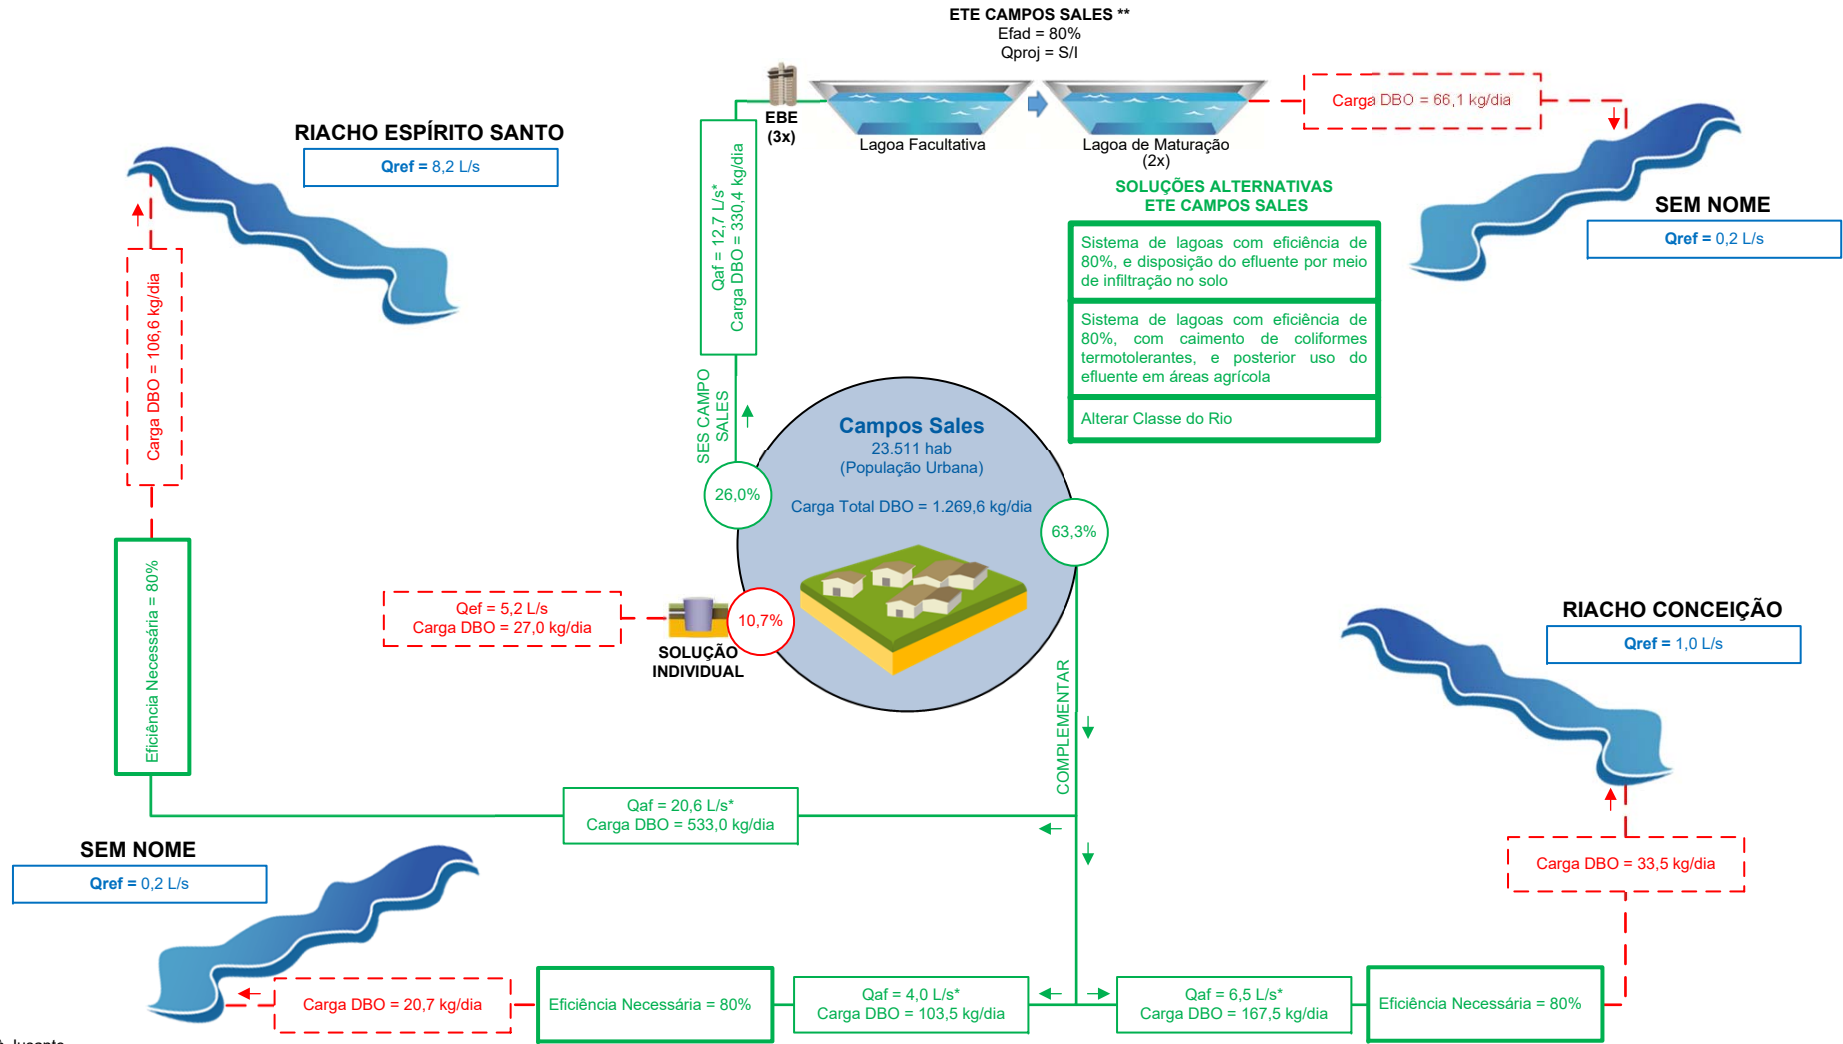 ETE CAMPOS SALES **
Efad = 80%
Qproj = S/I
EBE
(3x)
Lagoa Facultativa
Lagoa de Maturação
(2x)
Carga DBO = 66,1 kg/dia
RIACHO ESPÍRITO SANTO
Qref = 8,2 L/s
SEM NOME
Qref = 0,2 L/s
SOLUÇÕES ALTERNATIVAS
ETE CAMPOS SALES
Sistema de lagoas com eficiência de
80%, e disposição do efluente por meio
de infiltração no solo
Sistema de lagoas com eficiência de
80%, com caimento de coliformes
termotolerantes, e posterior uso do
efluente em áreas agrícola
Alterar Classe do Rio
Qaf = 12,7 L/s*
Carga DBO = 330,4 kg/dia
SES CAMPO
SALES
Carga DBO = 106,6 kg/dia
Campos Sales
23.511 hab
(População Urbana)
Carga Total DBO = 1.269,6 kg/dia
26,0%
63,3%
10,7%
Qef = 5,2 L/s
Carga DBO = 27,0 kg/dia
SOLUÇÃO
INDIVIDUAL
Eficiência Necessária = 80%
COMPLEMENTAR
RIACHO CONCEIÇÃO
Qref = 1,0 L/s
Qaf = 20,6 L/s*
Carga DBO = 533,0 kg/dia
SEM NOME
Qref = 0,2 L/s
Carga DBO = 33,5 kg/dia
Carga DBO = 20,7 kg/dia
Eficiência Necessária = 80%
Qaf = 4,0 L/s*
Carga DBO = 103,5 kg/dia
Qaf = 6,5 L/s*
Carga DBO = 167,5 kg/dia
Eficiência Necessária = 80%